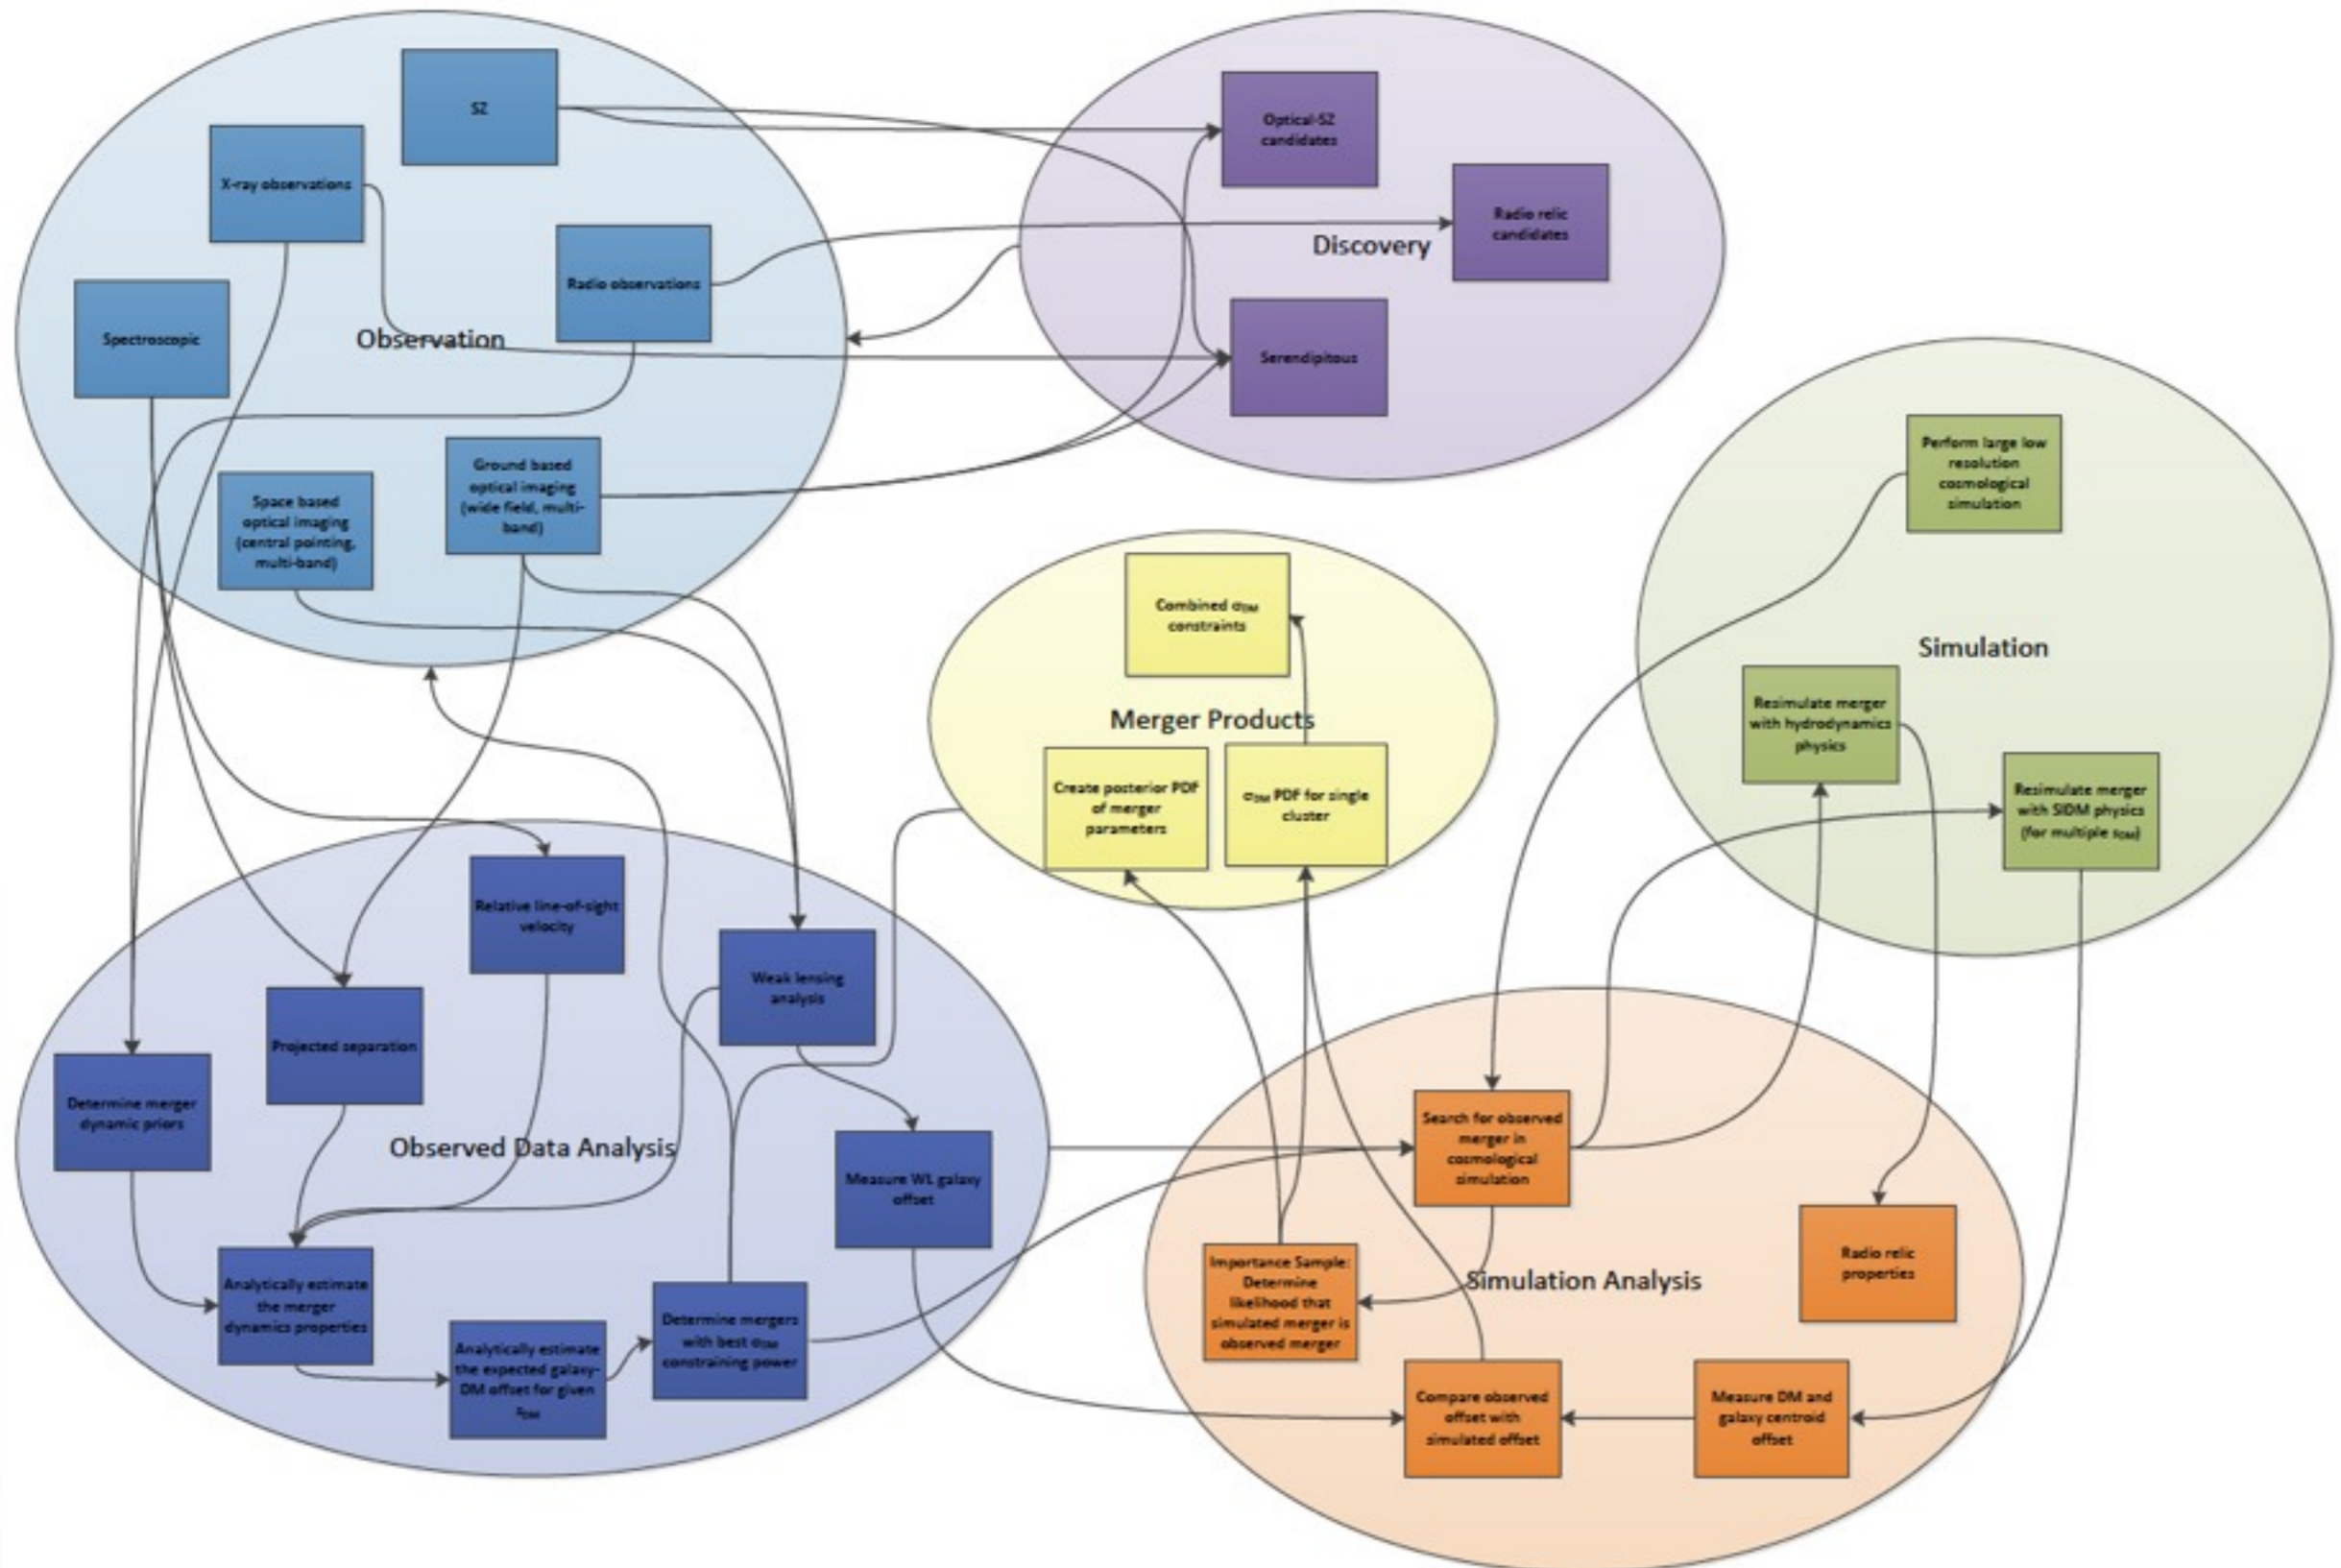 SZ
X-ray observations
Radio observations
Spectroscopic
Observation
Space based
optical imaging
(central pointing,
multi-band)
Ground based
optical imaging
(wide field, multi-
band)
Optical-SZ
candidates
Radio relic
candidates
Discovery
Serendipitous
Perform large low
resolution
cosmological
simulation
Simulation
Resimulate merger
with hydrodynamics
physics
Resimulate merger
with SIDM physics
(for multiple sDM)
Combined σDM
constraints
Merger Products
Create posterior PDF
of merger
parameters
σDM PDF for single
cluster
Relative line-of-sight
velocity
Weak lensing
analysis
Projected separation
Determine merger
dynamic priors
Observed Data Analysis
Measure WL galaxy
offset
Analytically estimate
the merger
dynamics properties
Analytically estimate
the expected galaxy-
DM offset for given
sDM
Determine mergers
with best σDM
constraining power
Search for observed
merger in
cosmological
simulation
Radio relic
properties
Importance Sample:
Determine
likelihood that
simulated merger is
observed merger
Simulation Analysis
Compare observed
offset with
simulated offset
Measure DM and
galaxy centroid
offset